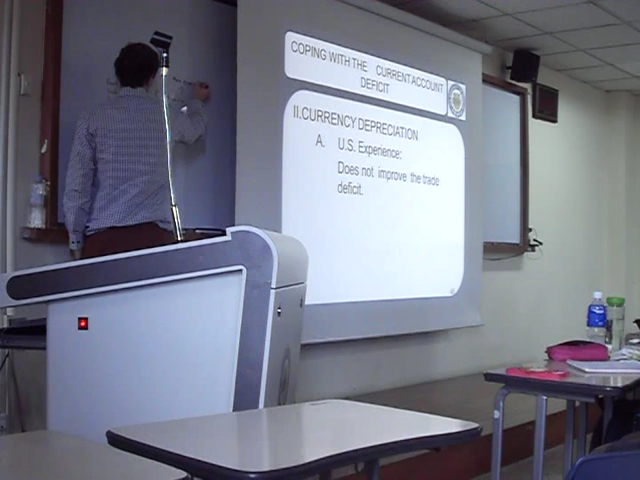 COPING WITH THE CURRENT ACCOUNT
DEFICIT
II.CURRENCY DEPRECIATION
A. U.S. Experience:
Does not improve the trade
deficit.